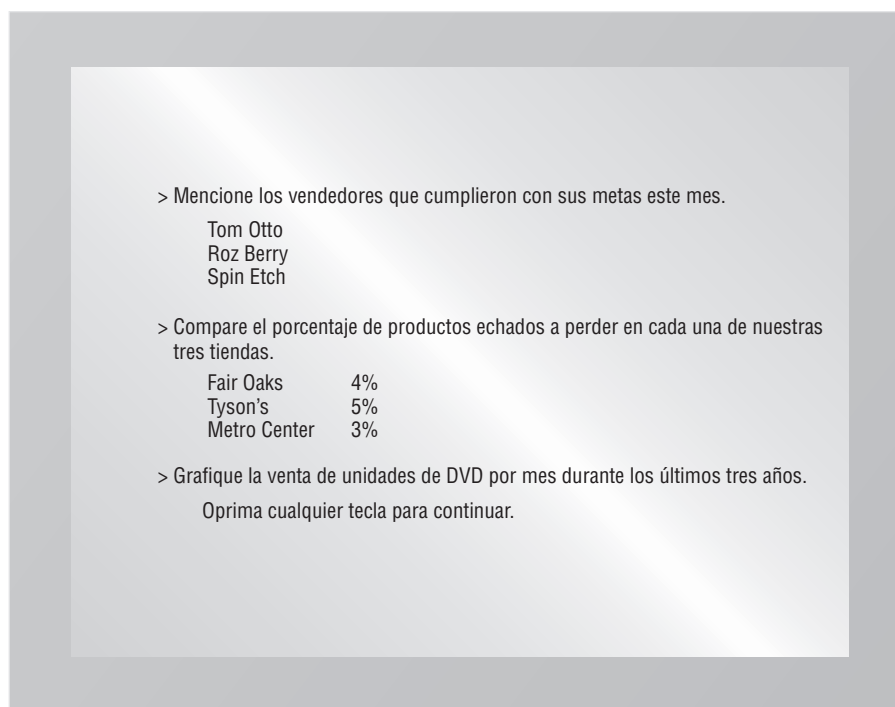 > Mencione los vendedores que cumplieron con sus metas este mes.
Tom Otto
Roz Berry
Spin Etch
> Compare el porcentaje de productos echados a perder en cada una de nuestras
tres tiendas.
Fair Oaks 4%
Tyson’s 5%
Metro Center 3%
> Grafique la venta de unidades de DVD por mes durante los últimos tres años.
Oprima cualquier tecla para continuar.